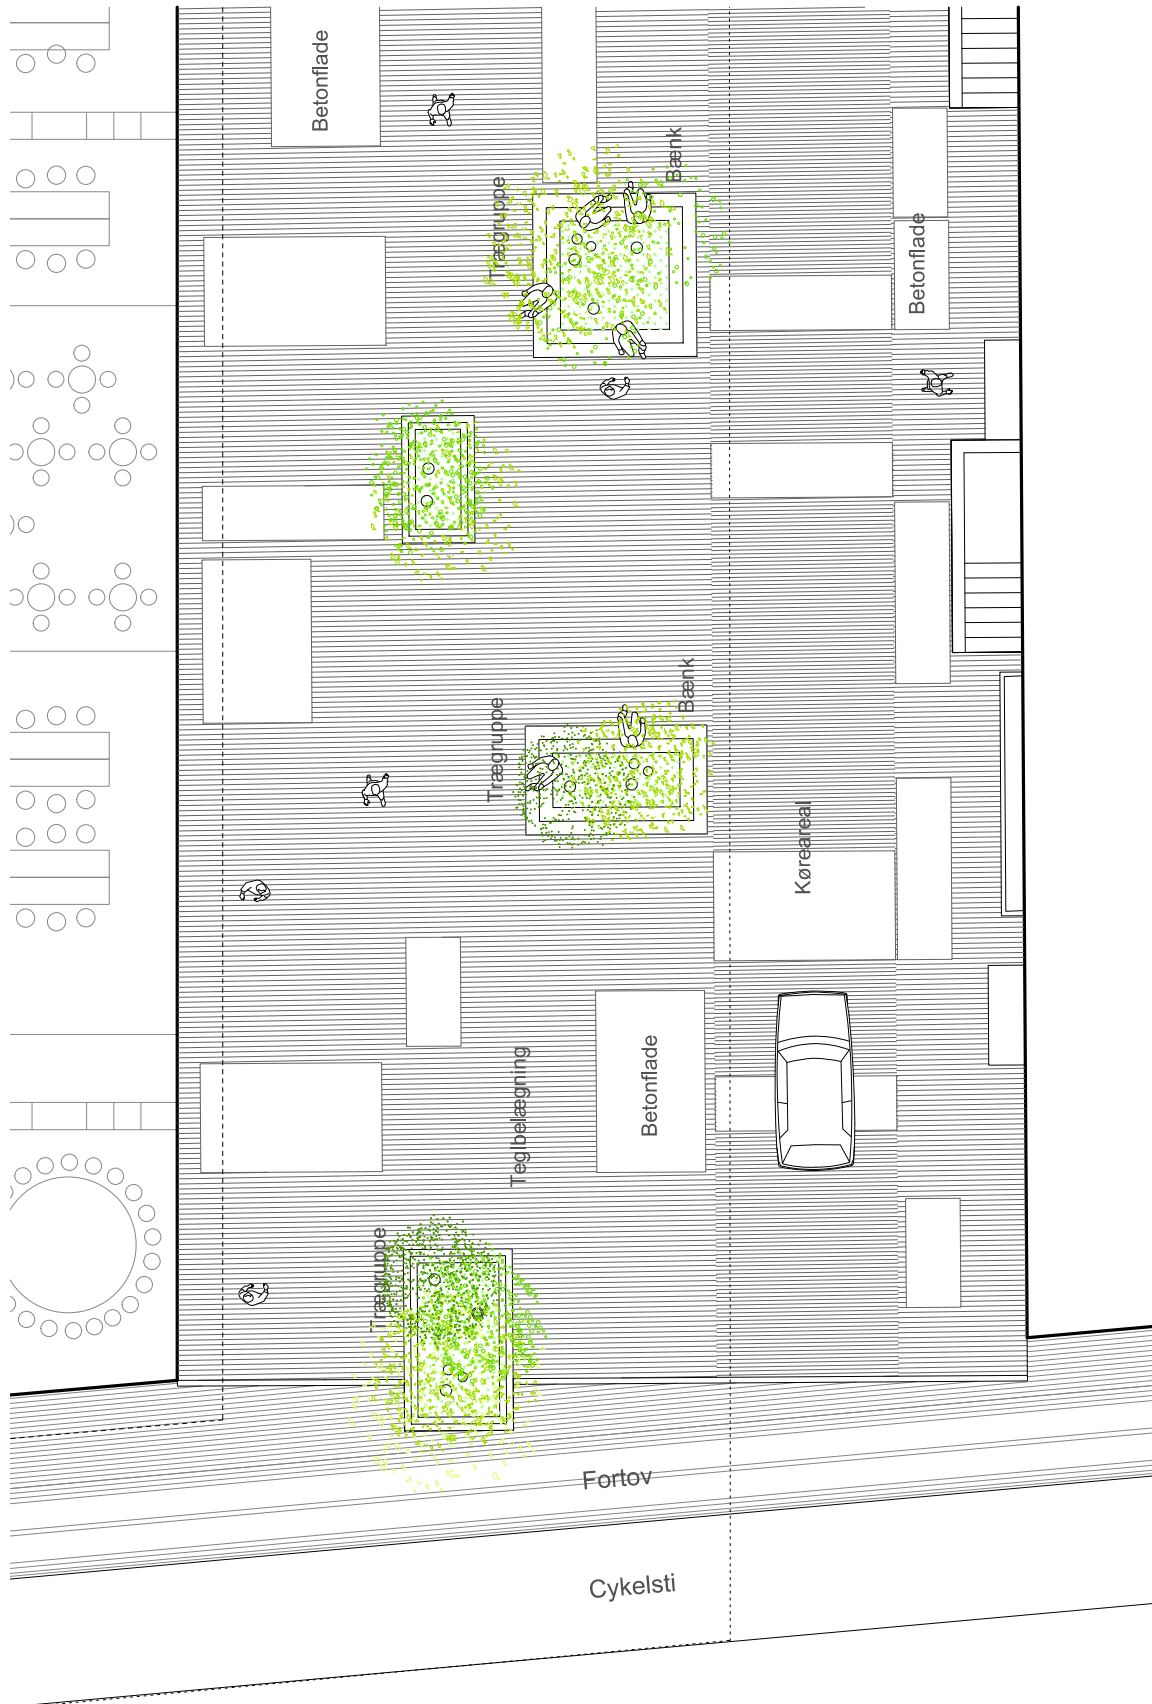 Betonflade
Bænk
Trægruppe
Betonflade
Bænk
Trægruppe
Køreareal
Betonflade
Teglbelægning
Trægruppe
Fortov
Cykelsti